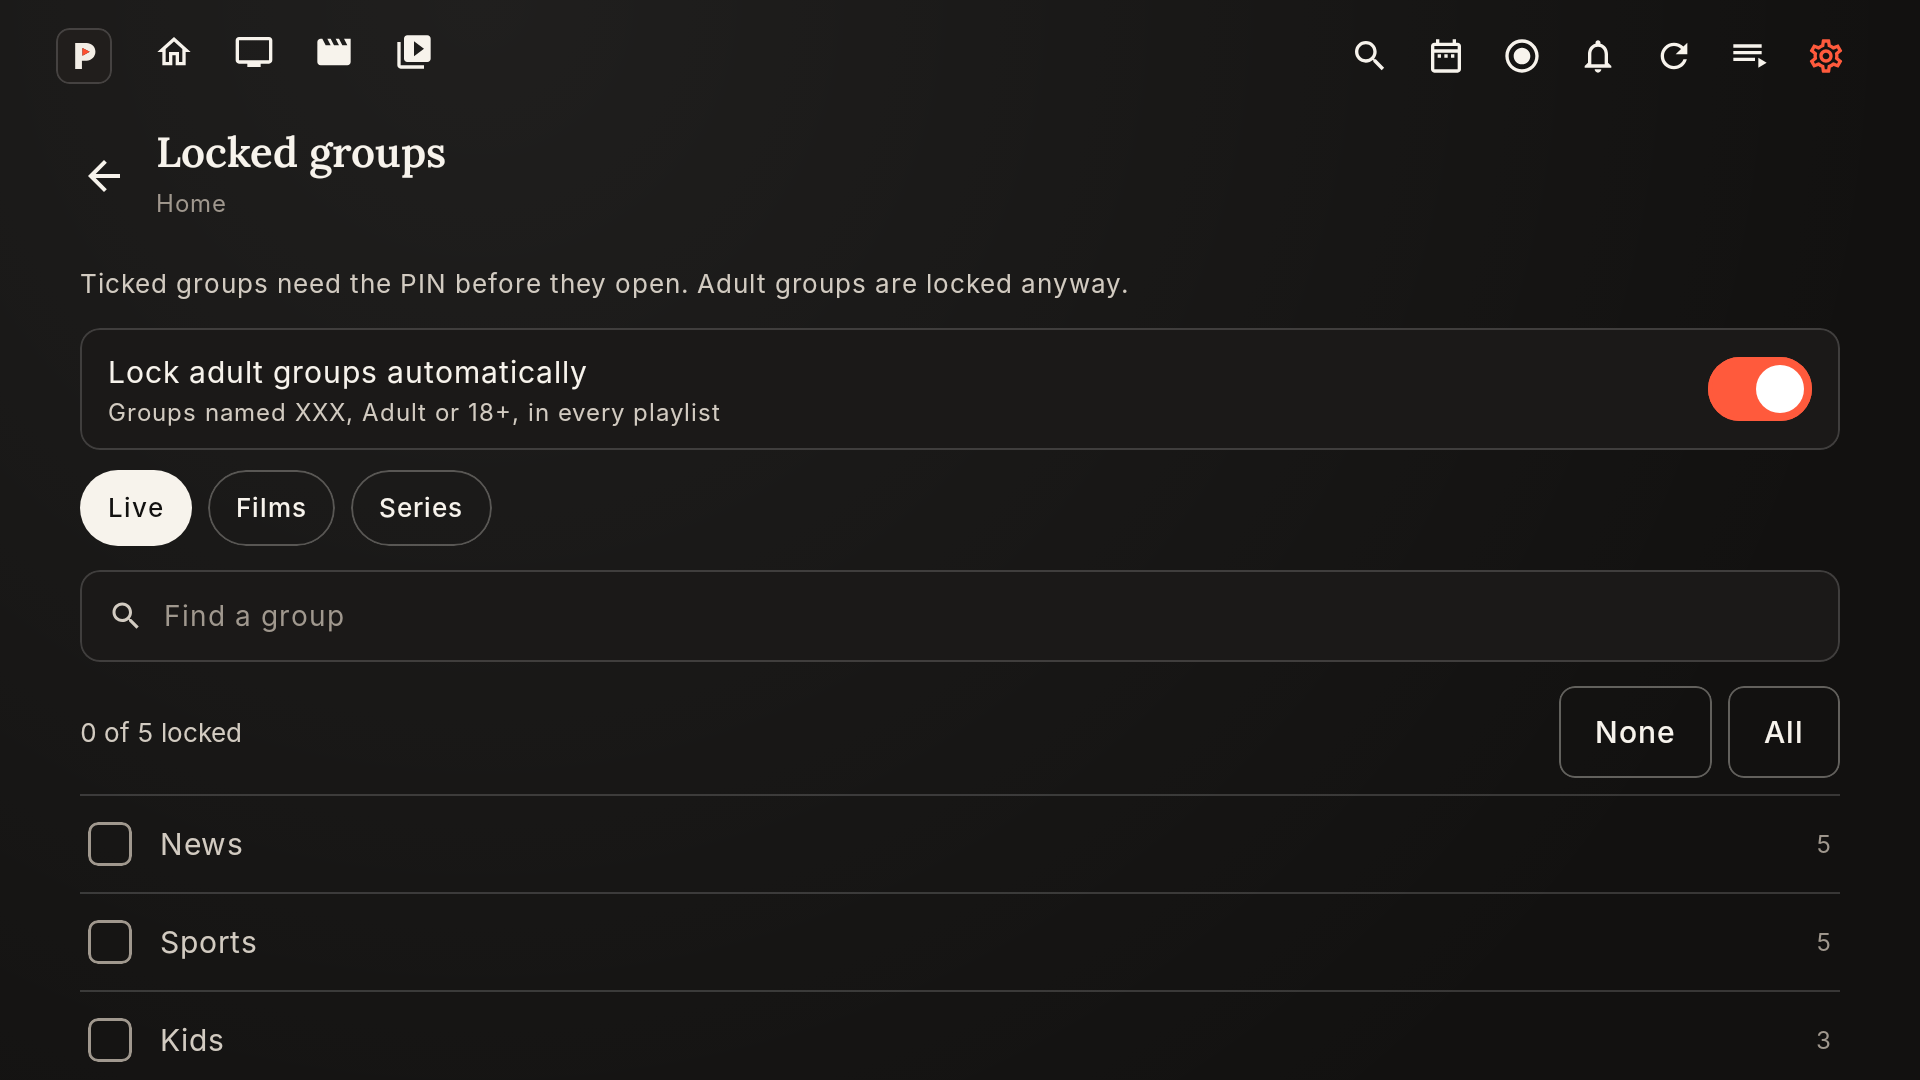 P
Locked groups
Home
Ticked groups need the PIN before they open. Adult groups are locked anyway.
Lock adult groups automatically
Groups named XXX, Adult or 18+, in every playlist
Live
Films
Series
Find a group
0 of 5 locked
None
All
News
5
Sports
5
Kids
3